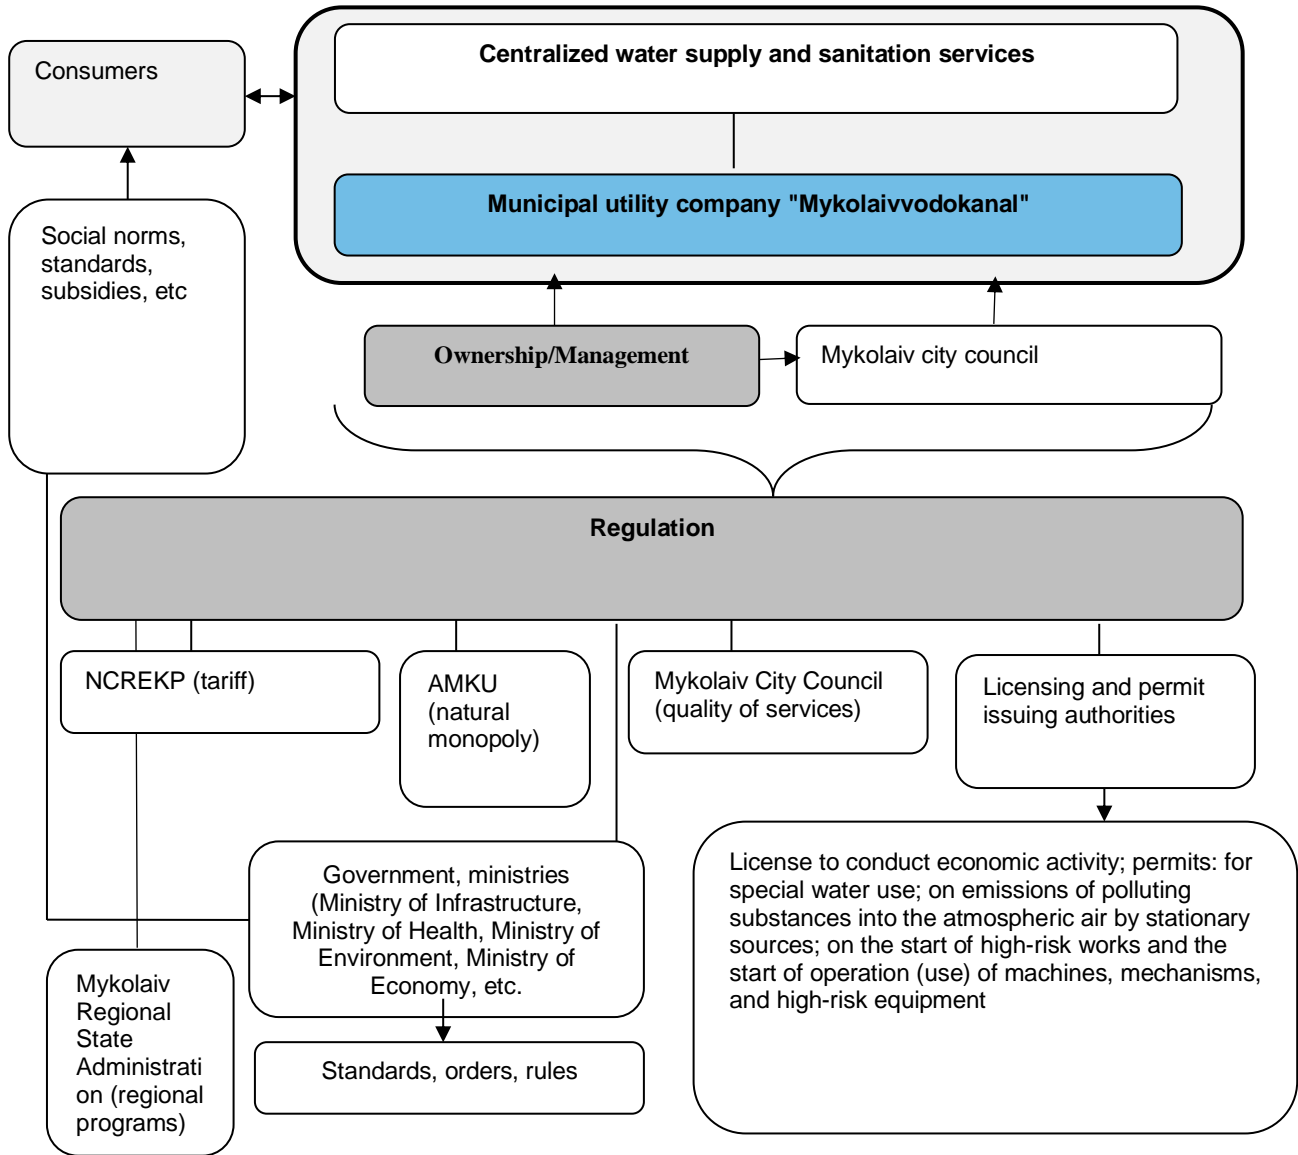 Centralized water supply and sanitation services
Consumers
Municipal utility company "Mykolaivvodokanal"
Social norms,
standards,
subsidies, etc
Ownership/Management
Mykolaiv city council
Regulation
NCREKP (tariff)
AMKU
(natural
monopoly)
Mykolaiv City Council
(quality of services)
Licensing and permit
issuing authorities
Government, ministries
(Ministry of Infrastructure,
Ministry of Health, Ministry of
Environment, Ministry of
Economy, etc.
License to conduct economic activity; permits: for
special water use; on emissions of polluting
substances into the atmospheric air by stationary
sources; on the start of high-risk works and the
start of operation (use) of machines, mechanisms,
and high-risk equipment
Mykolaiv
Regional
State
Administrati
on (regional
programs)
Standards, orders, rules